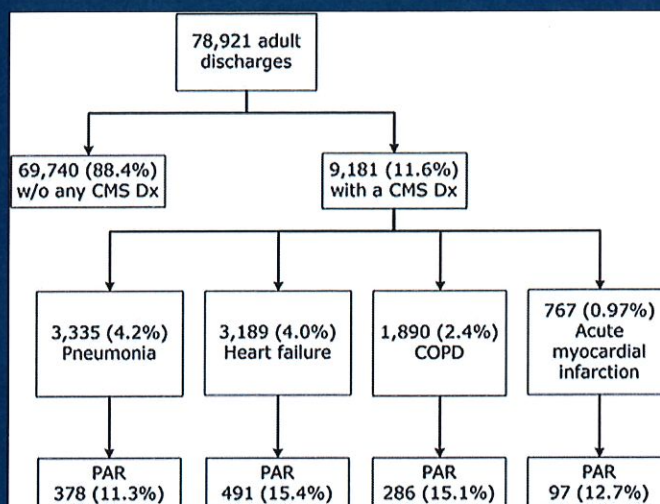 78,921 adult
discharges
69,740 (88.4%)
w/o any CMS Dx
9,181 (11.6%)
with a CMS Dx
3,335 (4.2%)
Pneumonia
3,189 (4.0%)
Heart failure
1,890 (2.4%)
COPD
767 (0.97%)
Acute
myocardial
infarction
PAR
378 (11.3%)
PAR
491 (15.4%)
PAR
286 (15.1%)
PAR
97 (12.7%)